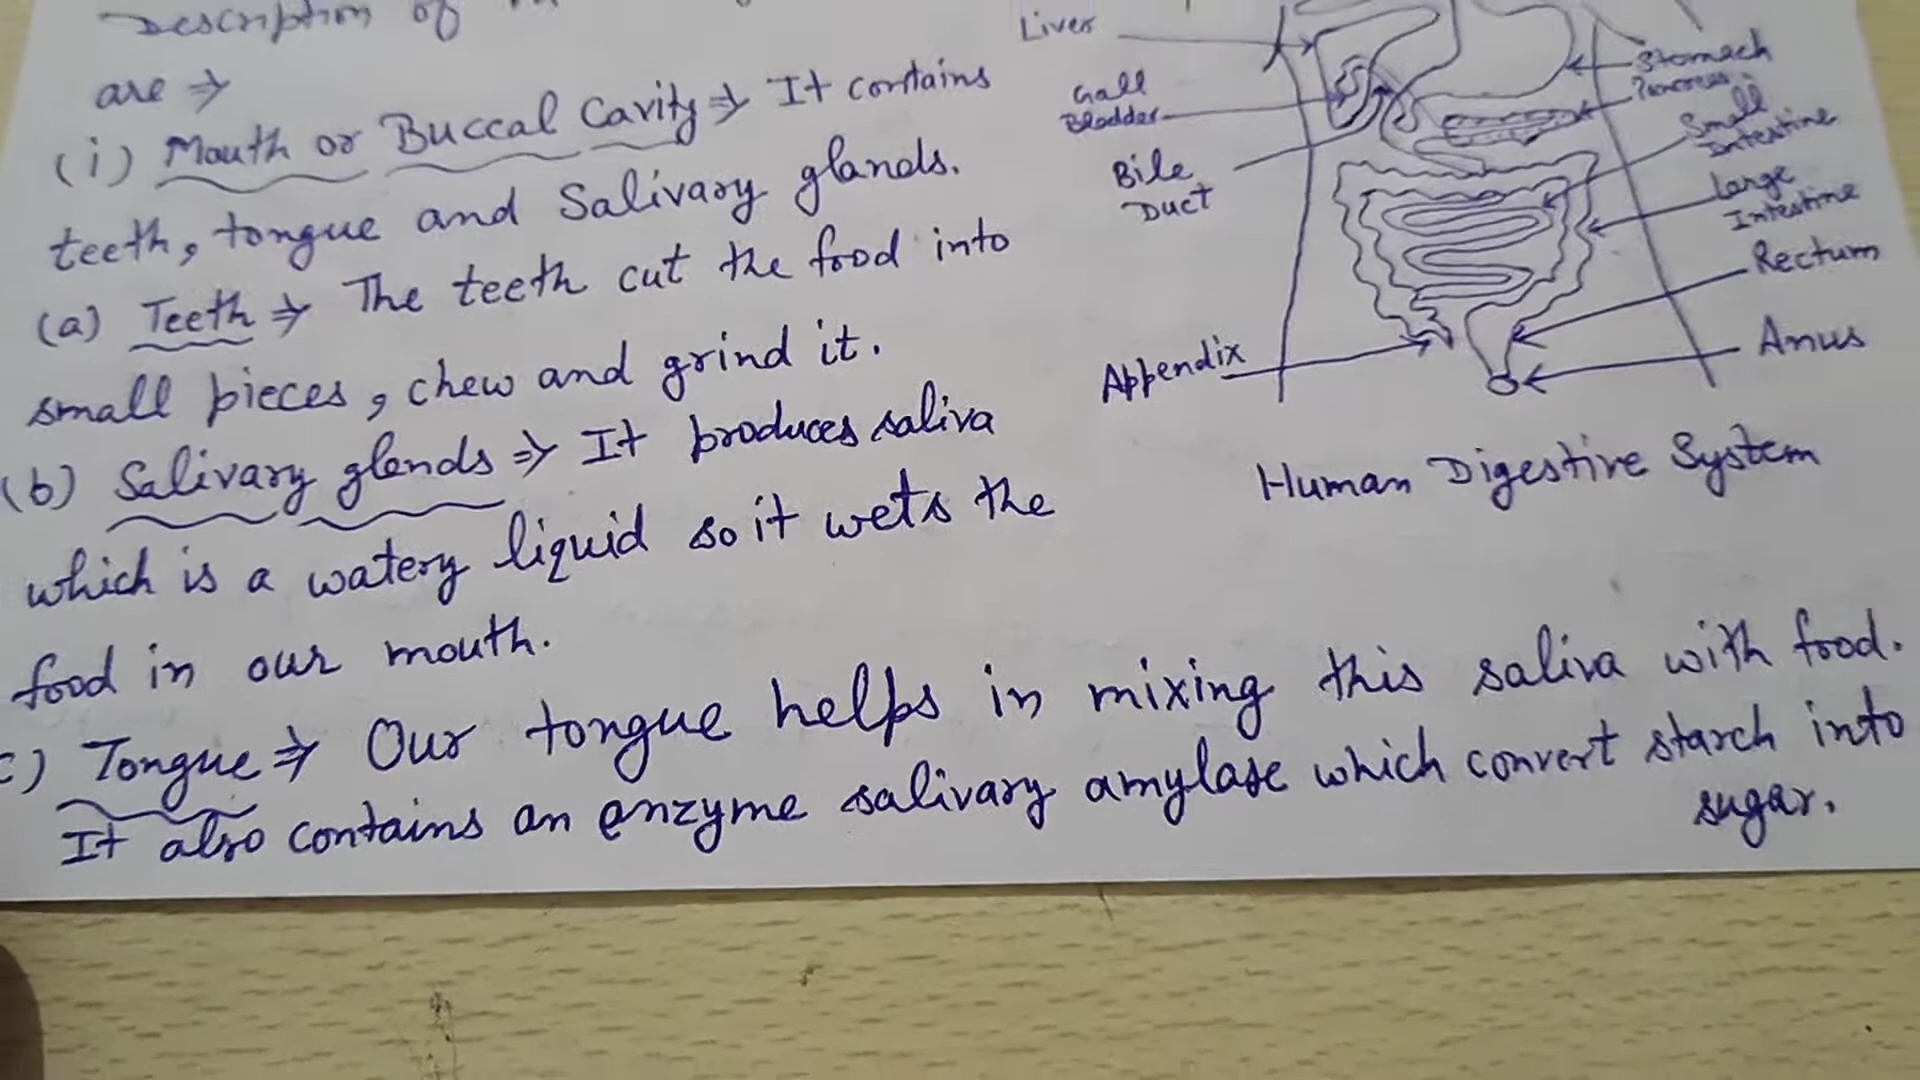 Description of
are ⇒
(i) Mouth or Buccal Cavity ⇒ It contains
teeth, tongue and Salivary glands.
(a) Teeth ⇒ The teeth cut the food into
small pieces, chew and grind it.
(b) Salivary glands ⇒ It produces saliva
which is a watery liquid so it wets the
food in our mouth.
c) Tongue ⇒ Our tongue helps in mixing this saliva with food.
It also contains an enzyme salivary amylase which convert starch into
sugar.
Liver
Gall
Bladder
Bile
Duct
Appendix
Stomach
Pancreas
Small
Intestine
Large
Intestine
Rectum
Anus
Human Digestive System